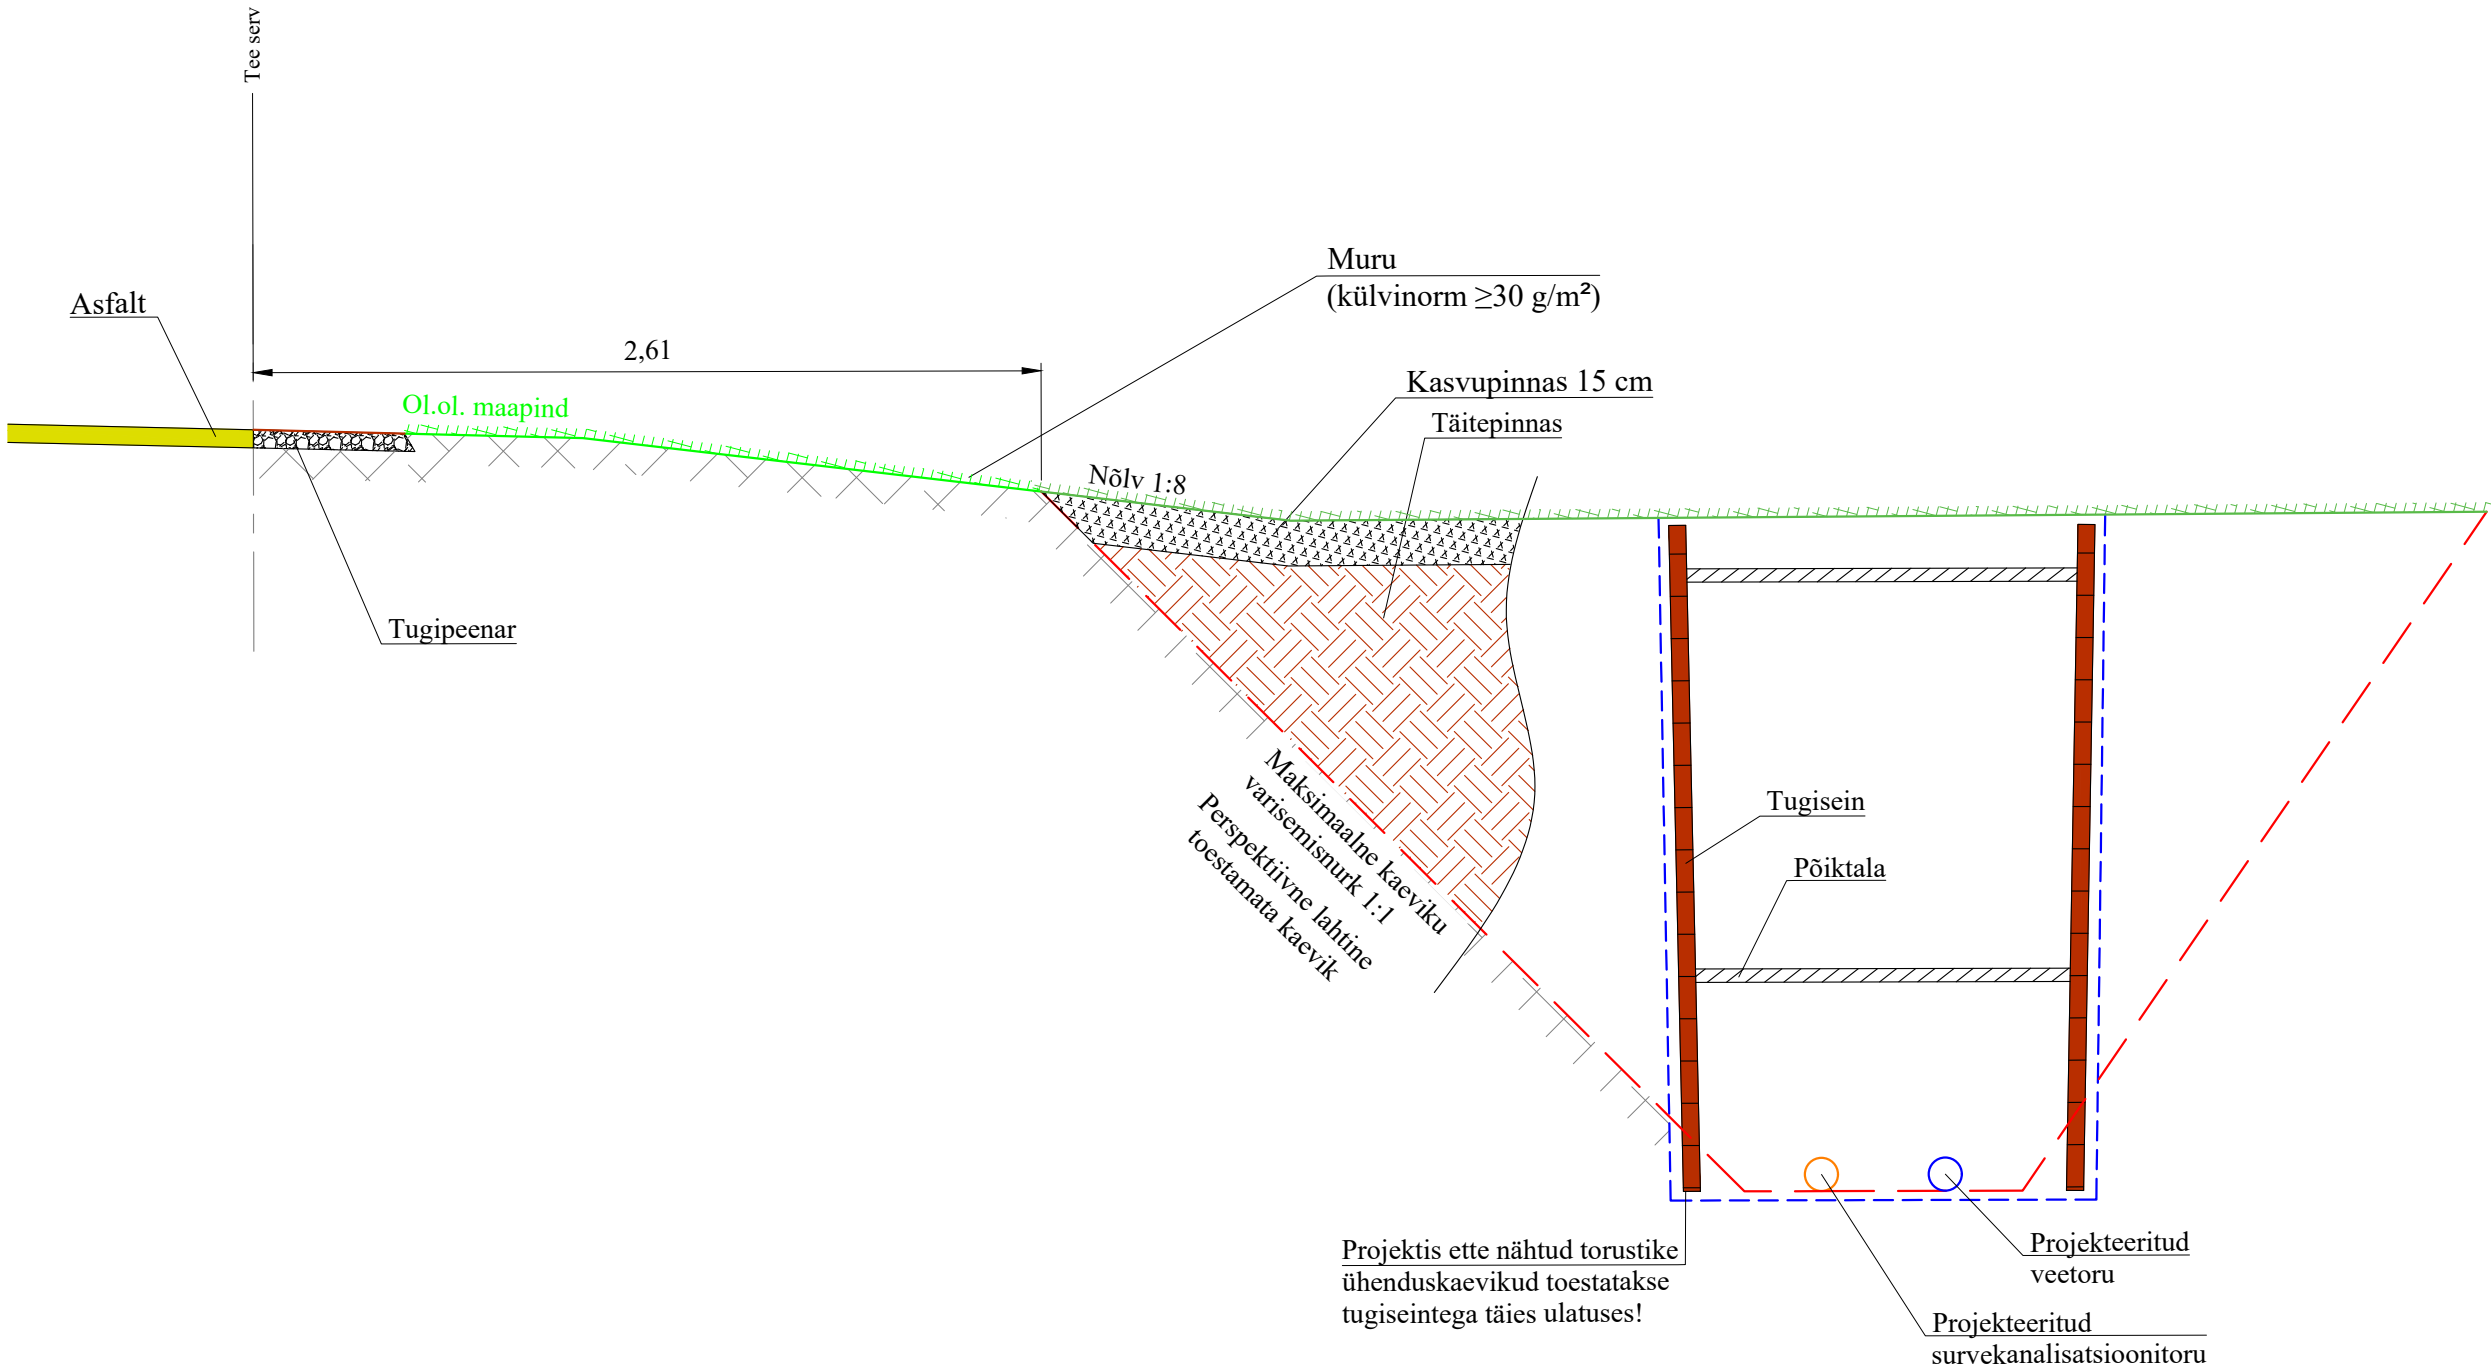 Tee serv
Muru
(külvinorm ≥30 g/m²)
Asfalt
2,61
Kasvupinnas 15 cm
Ol.ol. maapind
Täitepinnas
Nõlv 1:8
Tugipeenar
Maksimaalne kaeviku
varisemisnurk 1:1
Perspektiivne lahtine
toestamata kaevik
Tugisein
Põiktala
Projektis ette nähtud torustike
ühenduskaevikud toestatakse
tugiseintega täies ulatuses!
Projekteeritud
veetoru
Projekteeritud
survekanalisatsioonitoru